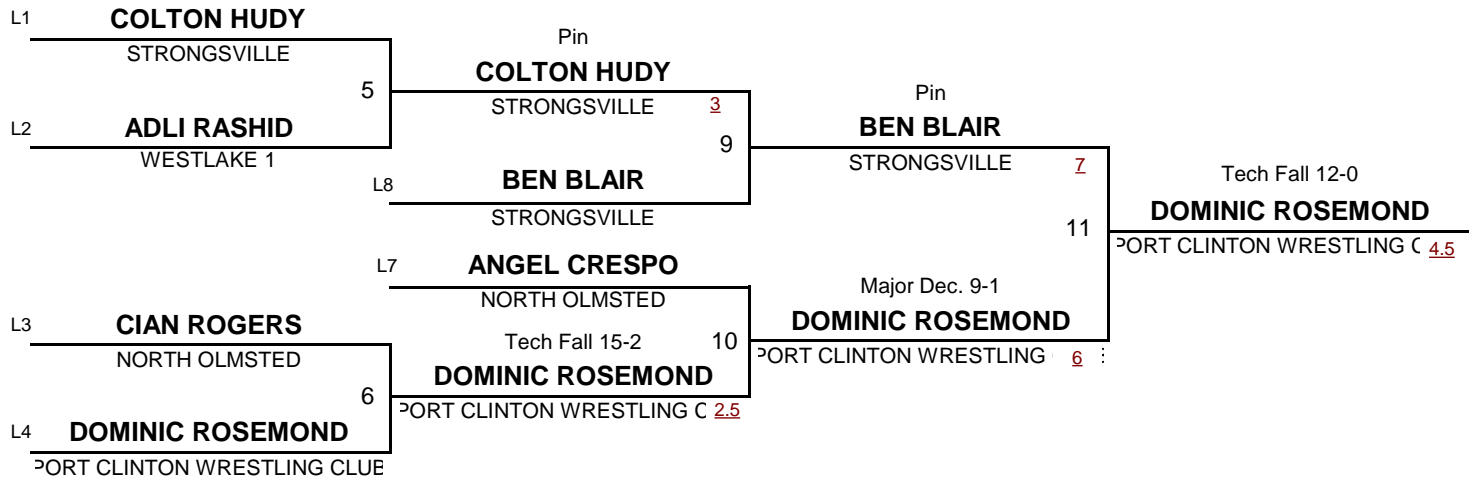 L1 COLTON HUDY
STRONGSVILLE
5
L2 ADLI RASHID
WESTLAKE 1
Pin
COLTON HUDY
STRONGSVILLE 3
9
L8 BEN BLAIR
STRONGSVILLE
Pin
BEN BLAIR
STRONGSVILLE 7
11
Tech Fall 12-0
DOMINIC ROSEMOND
PORT CLINTON WRESTLING C 4.5
L7 ANGEL CRESPO
NORTH OLMSTED
10
Major Dec. 9-1
DOMINIC ROSEMOND
PORT CLINTON WRESTLING 6
L3 CIAN ROGERS
NORTH OLMSTED
6
Tech Fall 15-2
DOMINIC ROSEMOND
PORT CLINTON WRESTLING C 2.5
L4 DOMINIC ROSEMOND
PORT CLINTON WRESTLING CLUB